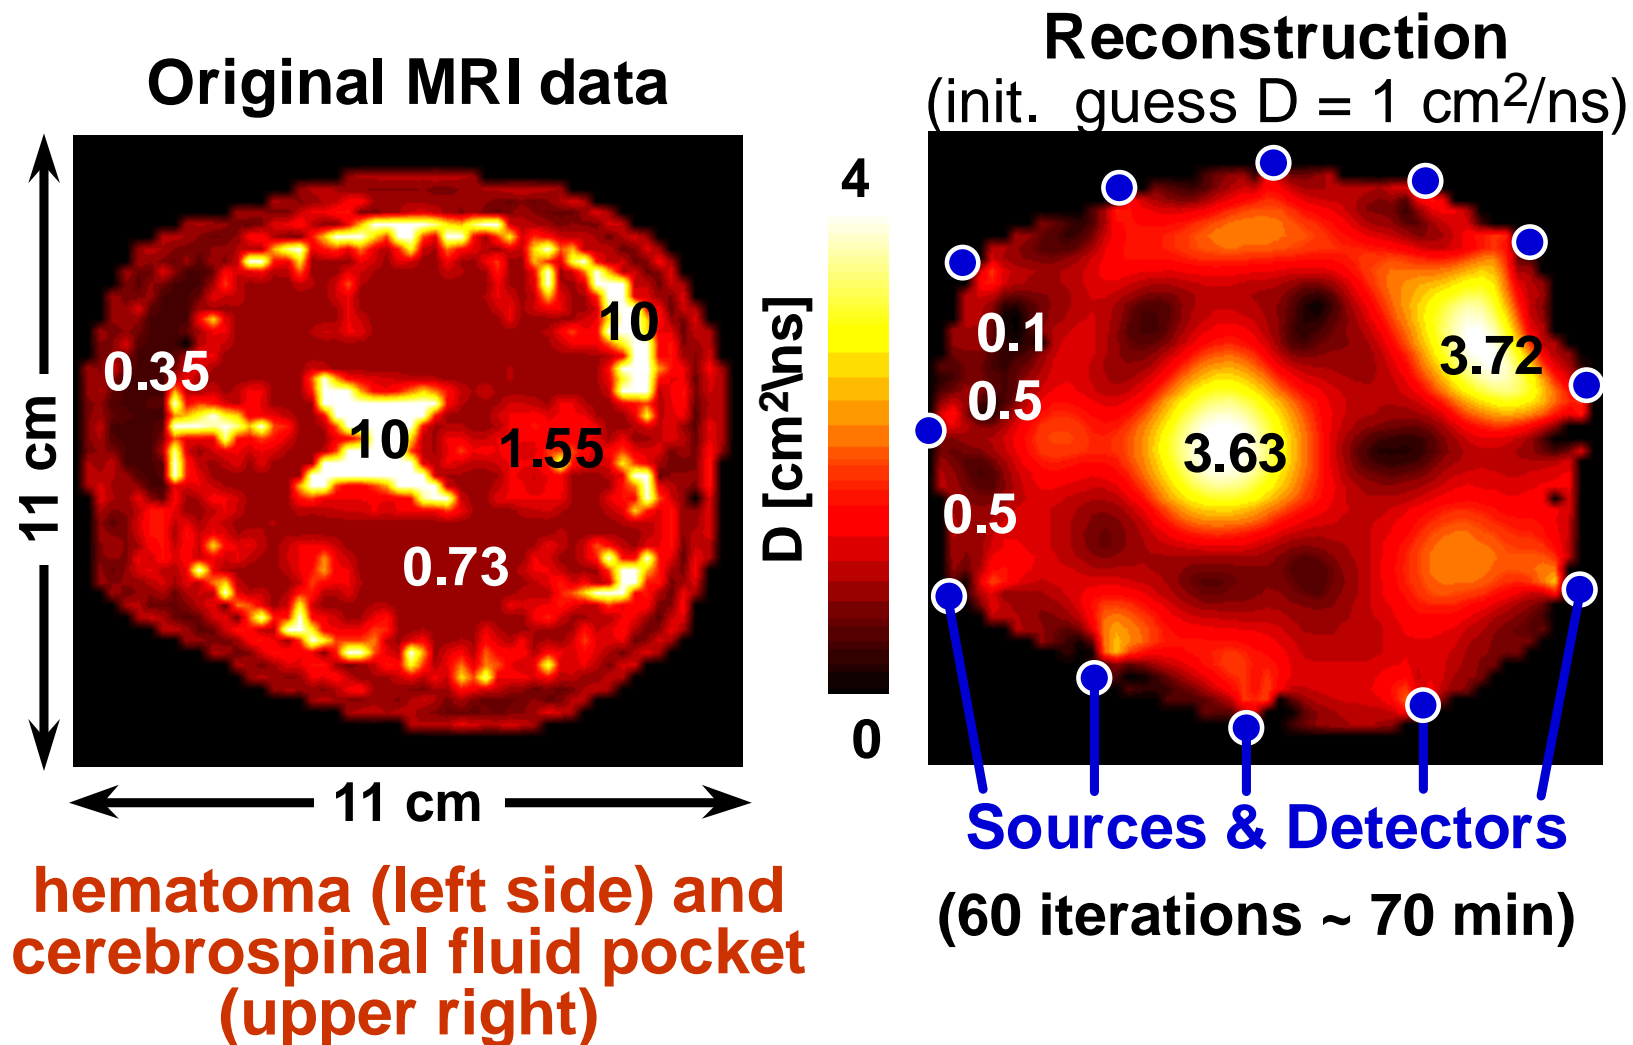 Original MRI data
11 cm
0.35
10
10
1.55
0.73
11 cm
hematoma (left side) and
cerebrospinal fluid pocket
(upper right)
4
D [cm2\ns]
0
Reconstruction
(init. guess D = 1 cm2/ns)
0.1
0.5
0.5
3.63
3.72
Sources & Detectors
(60 iterations ~ 70 min)